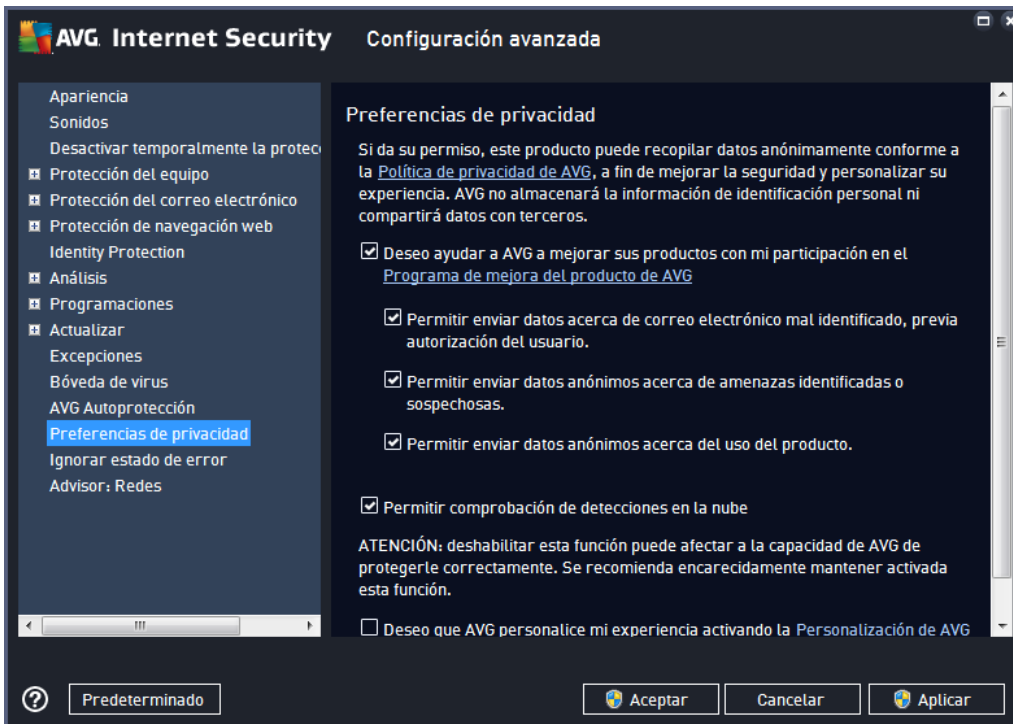 AVG. Internet Security
Configuración avanzada
Apariencia
Sonidos
Desactivar temporalmente la protec
Protección del equipo
Protección del correo electrónico
Protección de navegación web
Identity Protection
Análisis
Programaciones
Actualizar
Excepciones
Bóveda de virus
AVG Autoprotección
Preferencias de privacidad
Ignorar estado de error
Advisor: Redes
Preferencias de privacidad
Si da su permiso, este producto puede recopilar datos anónimamente conforme a
la Política de privacidad de AVG, a fin de mejorar la seguridad y personalizar su
experiencia. AVG no almacenará la información de identificación personal ni
compartirá datos con terceros.
Deseo ayudar a AVG a mejorar sus productos con mi participación en el
Programa de mejora del producto de AVG
Permitir enviar datos acerca de correo electrónico mal identificado, previa
autorización del usuario.
Permitir enviar datos anónimos acerca de amenazas identificadas o
sospechosas.
Permitir enviar datos anónimos acerca del uso del producto.
Permitir comprobación de detecciones en la nube
ATENCIÓN: deshabilitar esta función puede afectar a la capacidad de AVG de
protegerle correctamente. Se recomienda encarecidamente mantener activada
esta función.
Deseo que AVG personalice mi experiencia activando la Personalización de AVG
?
Predeterminado
Aceptar
Cancelar
Aplicar